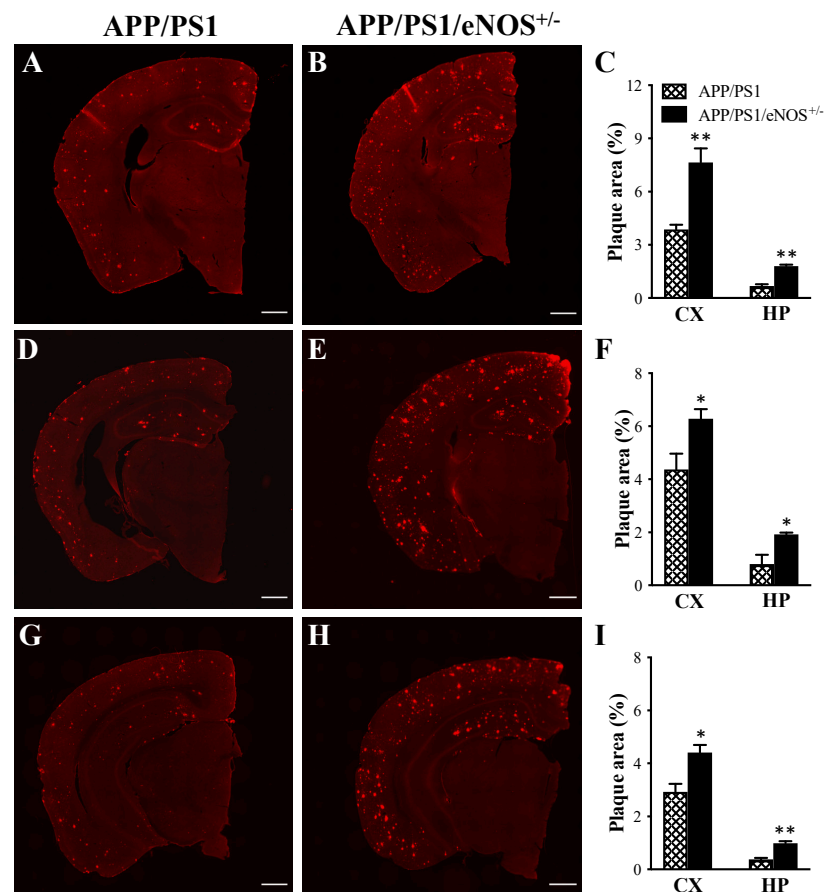 APP/PS1 APP/PS1/eNOS+/-
A B C
12
9
6
3
0
Plaque area (%)
APP/PS1
APP/PS1/eNOS+/-
**
**
CX HP
D E F
8
6
4
2
0
Plaque area (%)
*
*
CX HP
G H I
8
6
4
2
0
Plaque area (%)
*
**
CX HP